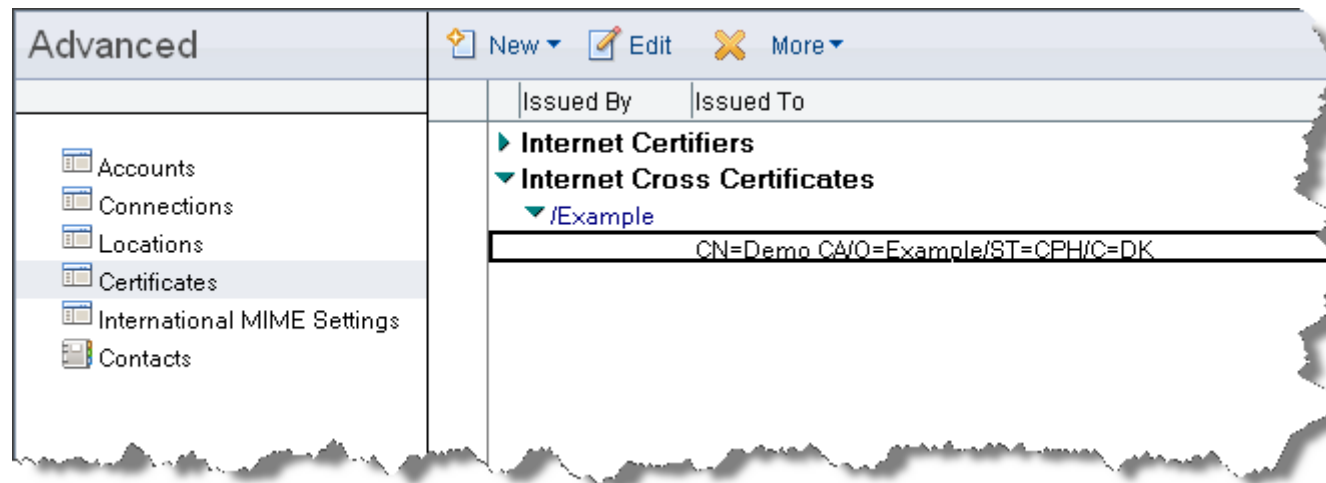 Advanced
New Edit More
Issued By Issued To
Accounts
Connections
Locations
Certificates
International MIME Settings
Contacts
Internet Certifiers
Internet Cross Certificates
/Example
CN=Demo CA/O=Example/ST=CPH/C=DK